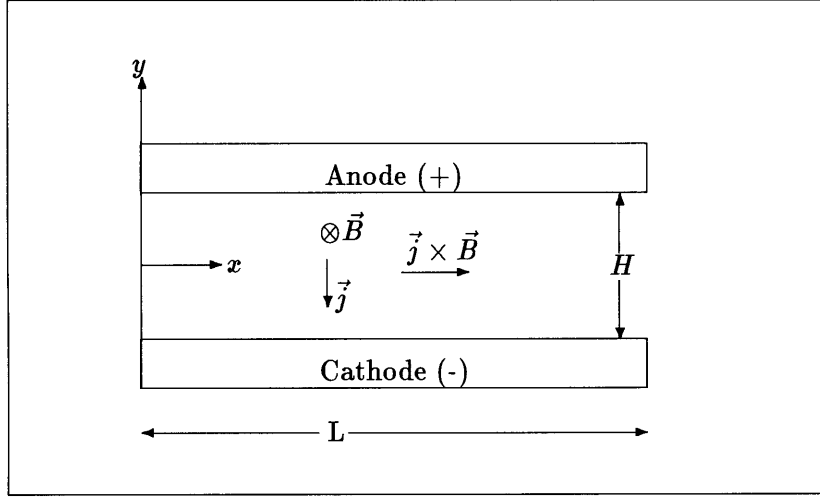 y
Anode (+)
⊗B⃗
j⃗ × B⃗
x
H
j⃗
Cathode (-)
L